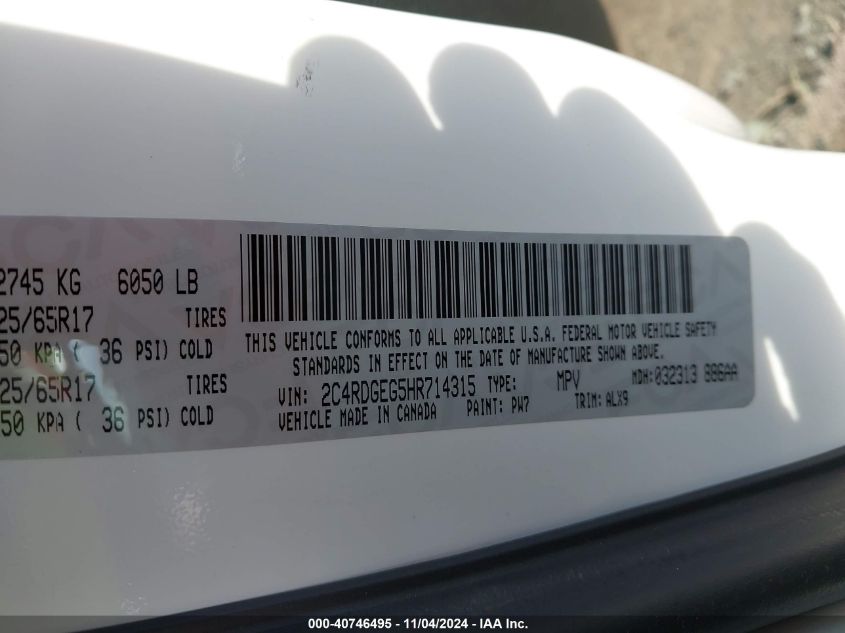 2745 KG 6050 LB
25/65R17 TIRES
50 KPA ( 36 PSI) COLD
25/65R17 TIRES
50 KPA ( 36 PSI) COLD
THIS VEHICLE CONFORMS TO ALL APPLICABLE U.S.A. FEDERAL MOTOR VEHICLE SAFETY
STANDARDS IN EFFECT ON THE DATE OF MANUFACTURE SHOWN ABOVE.
VIN: 2C4RDGEG5HR714315 TYPE: MPV MDH:032313 886AA
VEHICLE MADE IN CANADA PAINT: PW7 TRIM: ALX9
000-40746495 - 11/04/2024 - IAA Inc.